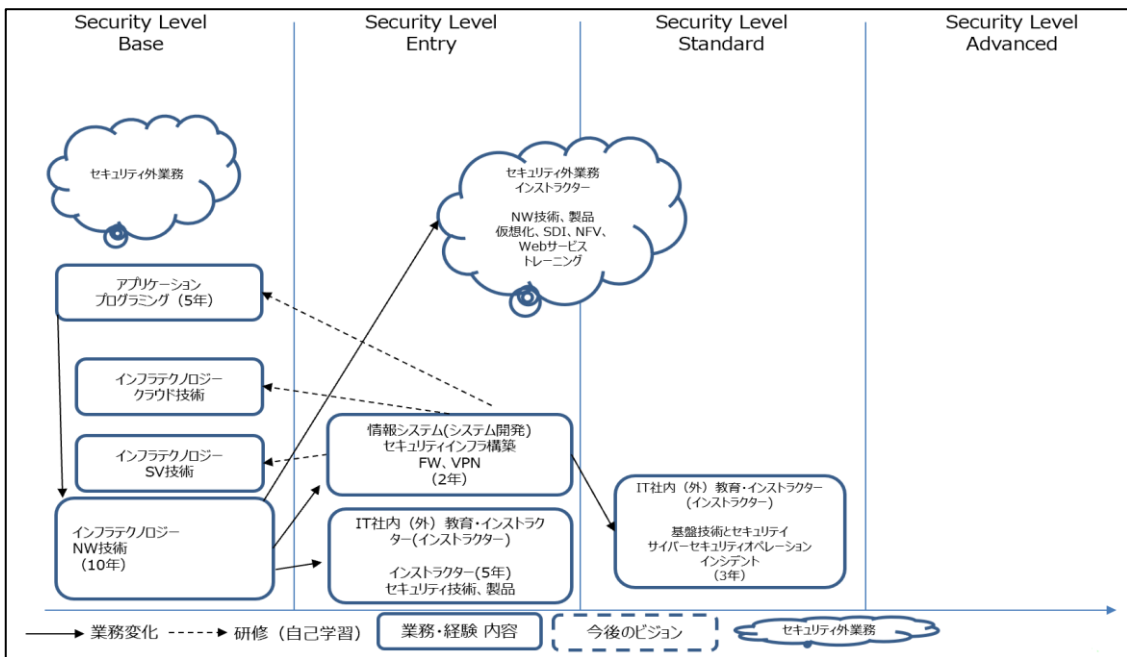 Security Level
Base
Security Level
Entry
Security Level
Standard
Security Level
Advanced
セキュリティ外業務
セキュリティ外業務
インストラクター
NW技術、製品
仮想化、SDI、NFV、
Webサービス
トレーニング
アプリケーション
プログラミング（5年）
インフラテクノロジー
クラウド技術
インフラテクノロジー
SV技術
インフラテクノロジー
NW技術
（10年）
情報システム(システム開発)
セキュリティインフラ構築
FW、VPN
（2年）
IT社内（外）教育・インストラク
ター(インストラクター)
インストラクター(5年)
セキュリティ技術、製品
IT社内（外）教育・インストラクター
(インストラクター)
基盤技術とセキュリテイ
サイバーセキュリティオペレーション
インシデント
（3年）
業務変化
研修（自己学習）
業務・経験 内容
今後のビジョン
セキュリティ外業務